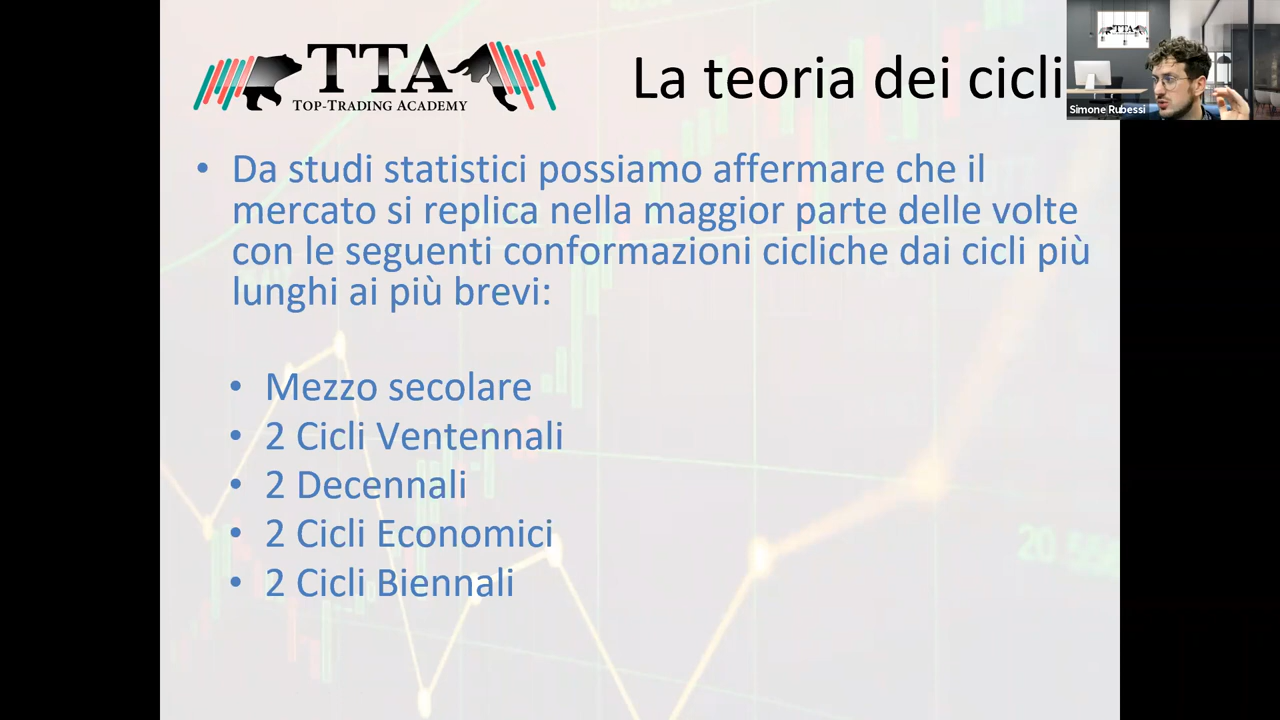 TTA
TOP-TRADING ACADEMY
La teoria dei cicli
TTA
Simone Rubessi
• Da studi statistici possiamo affermare che il
mercato si replica nella maggior parte delle volte
con le seguenti conformazioni cicliche dai cicli più
lunghi ai più brevi:
• Mezzo secolare
• 2 Cicli Ventennali
• 2 Decennali
• 2 Cicli Economici
• 2 Cicli Biennali